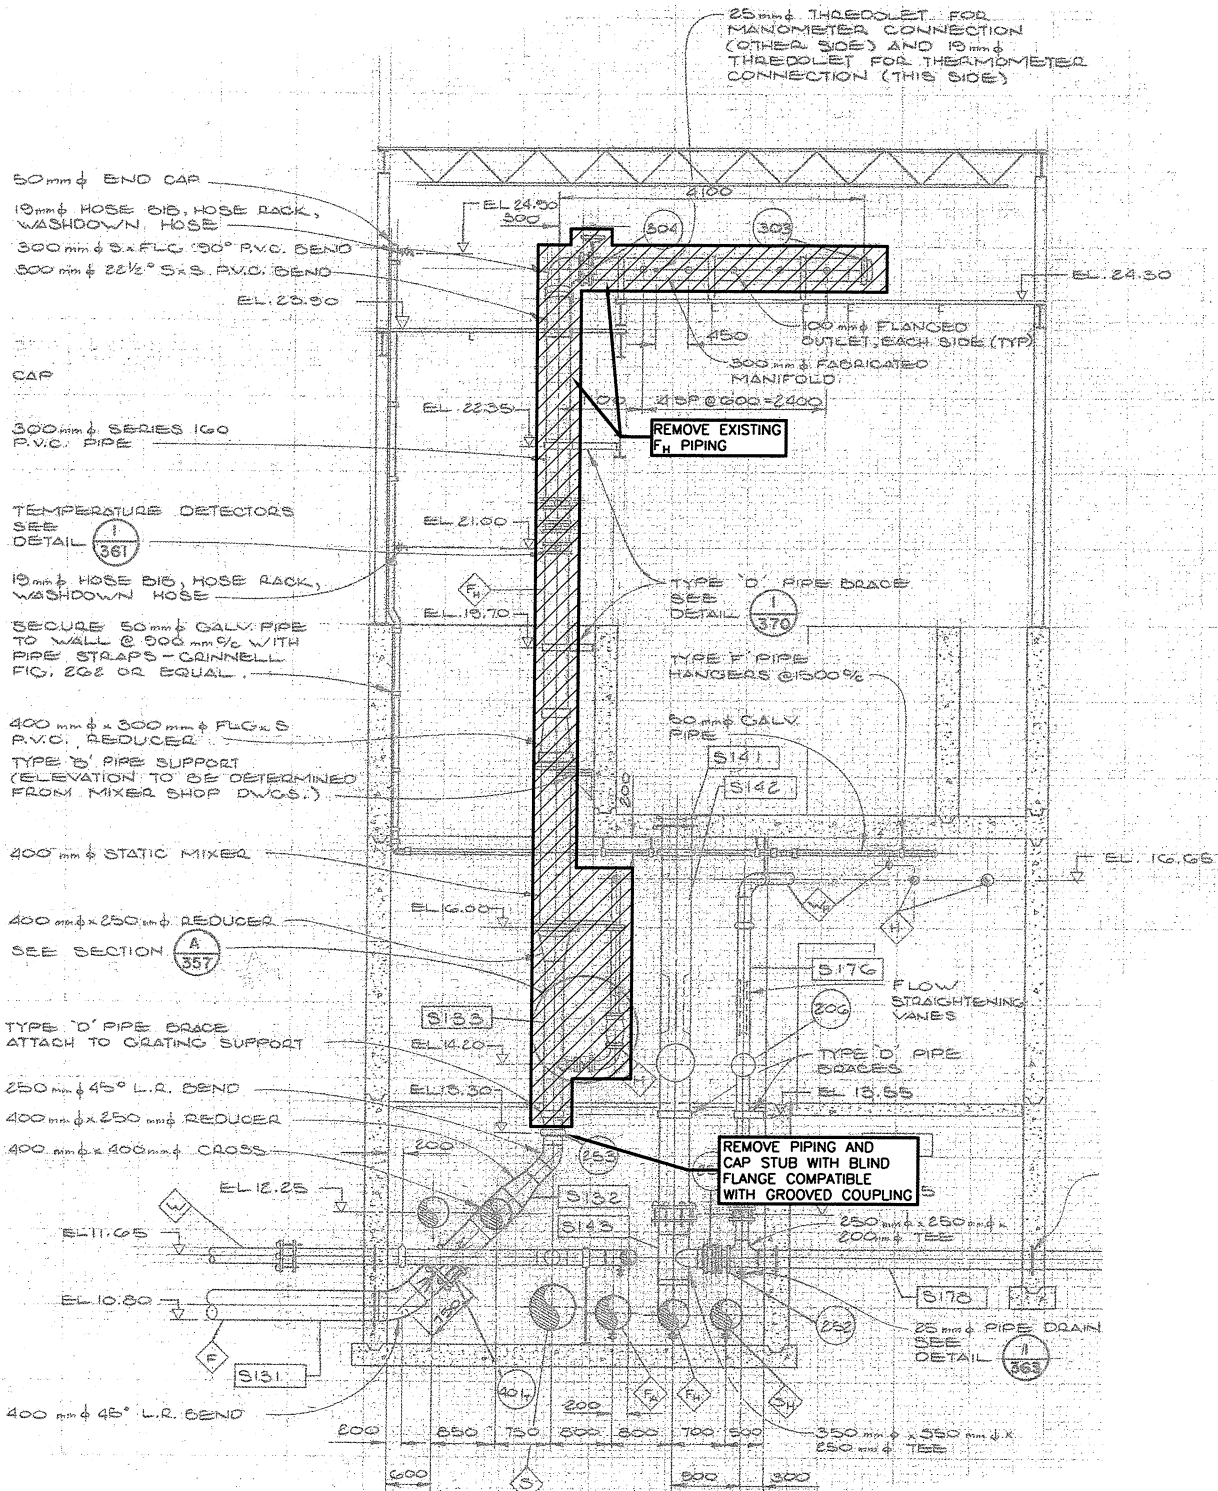 25mmϕ THREDOLET FOR
MANOMETER CONNECTION
(OTHER SIDE) AND 19mmϕ
THREDOLET FOR THERMOMETER
CONNECTION (THIS SIDE)
50mmϕ END CAP
19mmϕ HOSE BIB, HOSE RACK,
WASHDOWN HOSE
300mmϕ S.xFLG. 90° P.V.C. BEND
300mmϕ 22½° SxS. P.V.C. BEND
EL.23.90
CAP
300mmϕ SERIES 160
P.V.C. PIPE
TEMPERATURE DETECTORS
SEE
DETAIL
1
361
19mmϕ HOSE BIB, HOSE RACK,
WASHDOWN HOSE
SECURE 50mmϕ GALV. PIPE
TO WALL @ 900mm c/c WITH
PIPE STRAPS - GRINNELL
FIG. 262 OR EQUAL.
400mmϕ x 300mmϕ FLG x S
P.V.C. REDUCER
TYPE 'B' PIPE SUPPORT
(ELEVATION TO BE DETERMINED
FROM MIXER SHOP DWGS.)
400mmϕ STATIC MIXER
400mmϕ x 250mmϕ REDUCER
SEE SECTION
A
357
TYPE 'D' PIPE BRACE
ATTACH TO GRATING SUPPORT
250mmϕ 45° L.R. BEND
400mmϕ x 250mmϕ REDUCER
400mmϕ x 400mmϕ CROSS
200
EL.12.25
W
EL.11.65
EL.10.80
F
S131
400mmϕ 45° L.R. BEND
4100
EL.24.90
300
304
303
EL.24.30
100mmϕ FLANGED
OUTLET, EACH SIDE (TYP)
450
300mmϕ FABRICATED
MANIFOLD
4 SP @ 600=2400
EL.22.35
REMOVE EXISTING
FH PIPING
EL.21.00
FH
TYPE 'D' PIPE BRACE
SEE
DETAIL
1
370
EL.19.70
TYPE 'F' PIPE
HANGERS @1500 c/c
50mmϕ GALV.
PIPE
S141
S142
200
EL.16.65
EL.16.00
H
S176
FLOW
STRAIGHTENING
VANES
206
S133
EL.14.20
TYPE 'D' PIPE
BRACES
EL.13.30
EL.13.55
REMOVE PIPING AND
CAP STUB WITH BLIND
FLANGE COMPATIBLE
WITH GROOVED COUPLING
253
S132
S143
250mmϕ x 250mmϕ x
200mmϕ TEE
S178
750
252
25mmϕ PIPE DRAIN
SEE
DETAIL
1
363
401T
200
FA
FH
SH
350mmϕ x 350mmϕ x
250mmϕ TEE
200
850
750
800
800
700
500
600
S
900
300